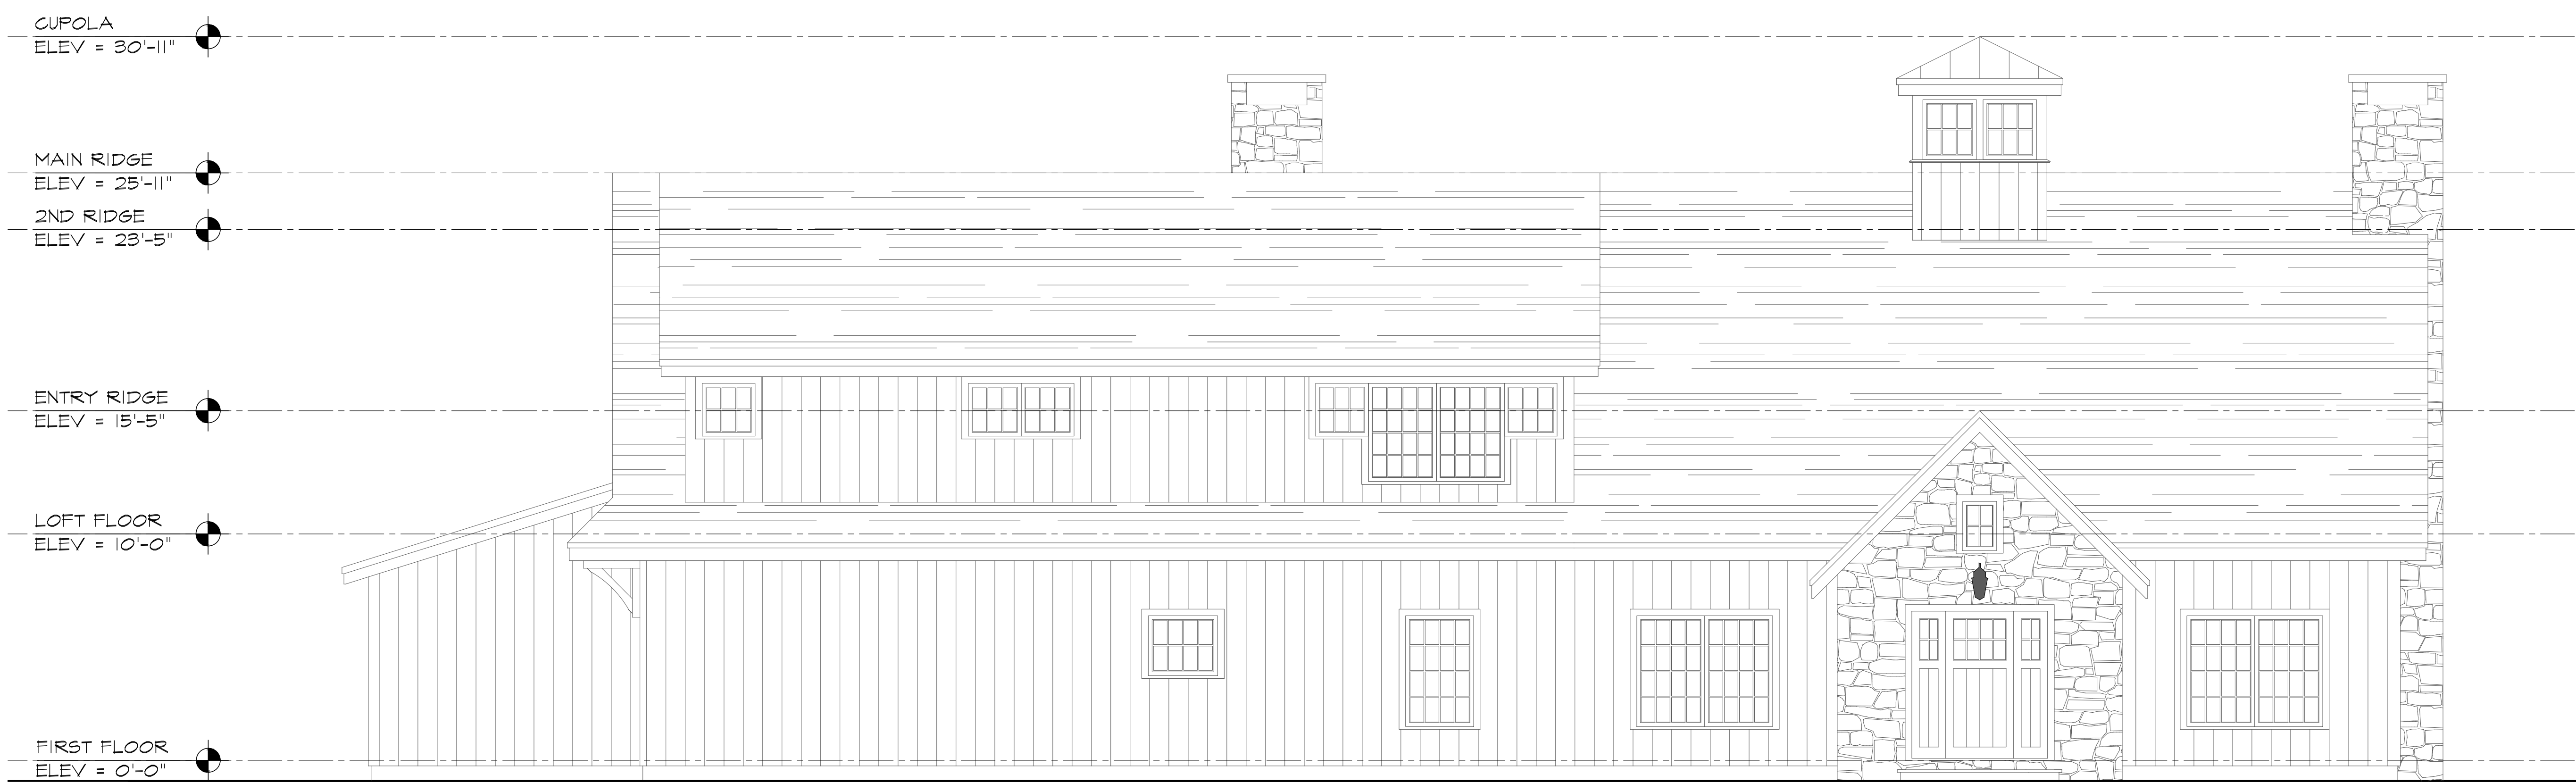 CUPOLA
ELEV = 30'-11"
MAIN RIDGE
ELEV = 25'-11"
2ND RIDGE
ELEV = 23'-5"
ENTRY RIDGE
ELEV = 15'-5"
LOFT FLOOR
ELEV = 10'-0"
FIRST FLOOR
ELEV = 0'-0"